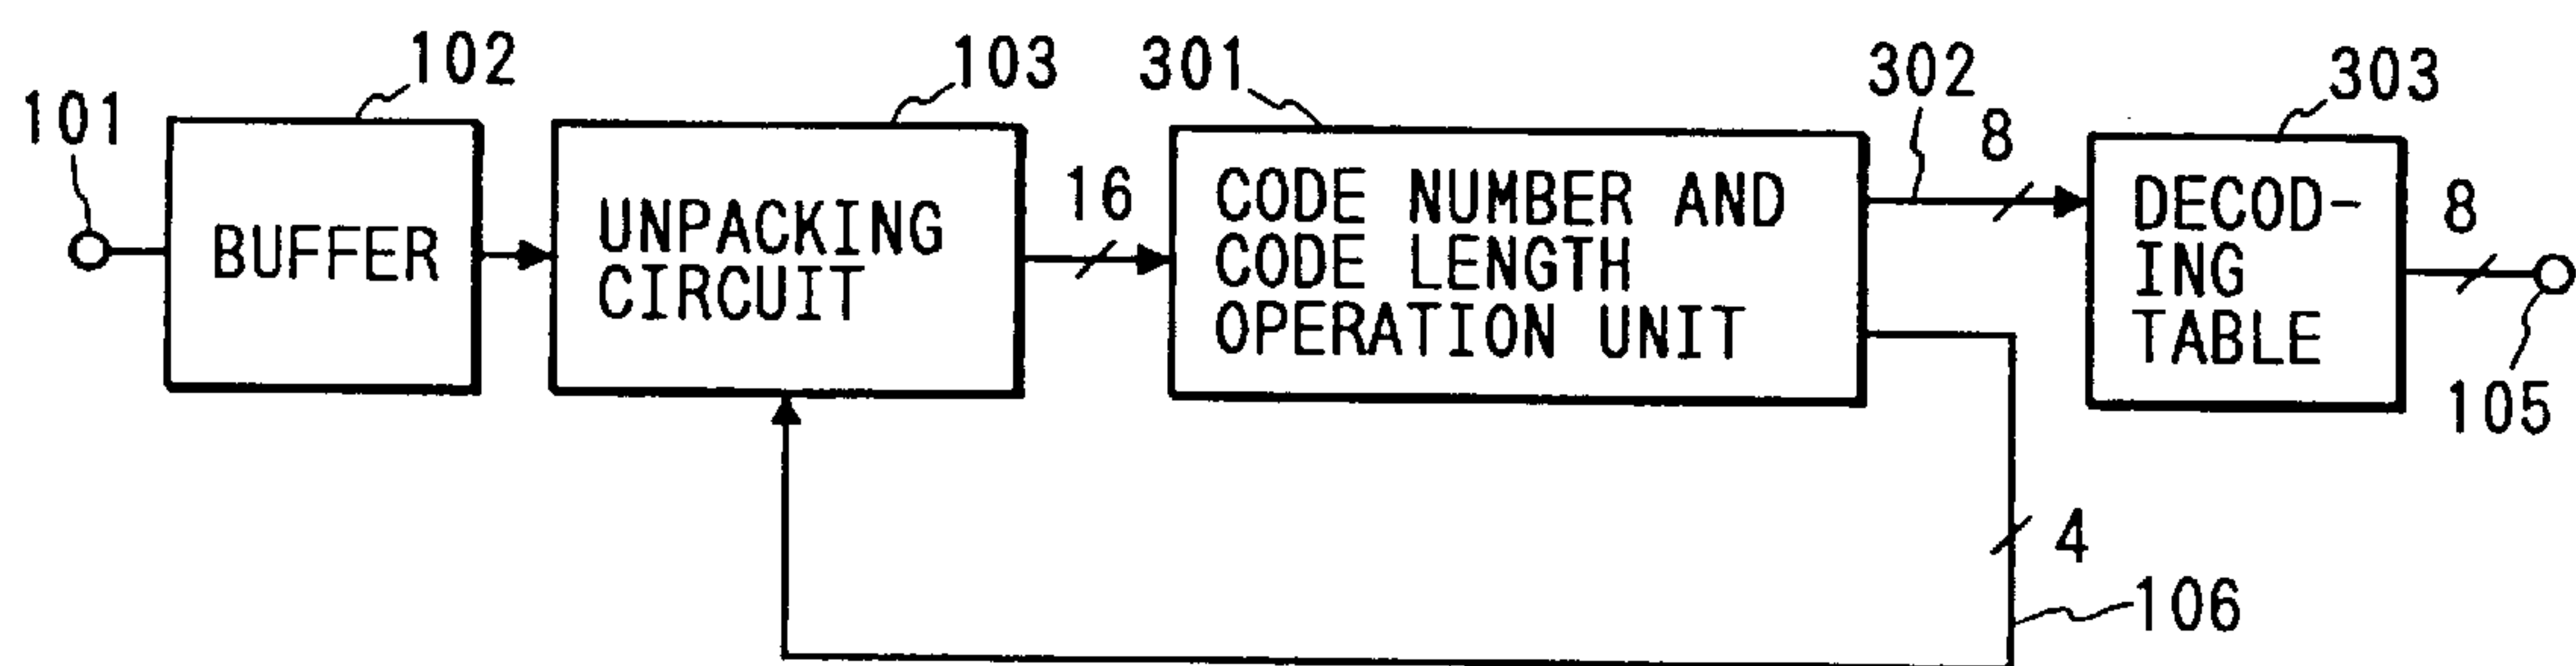 101
102
BUFFER
103
UNPACKING
CIRCUIT
16
301
CODE NUMBER AND
CODE LENGTH
OPERATION UNIT
302
8
303
DECOD-
ING
TABLE
8
105
4
106